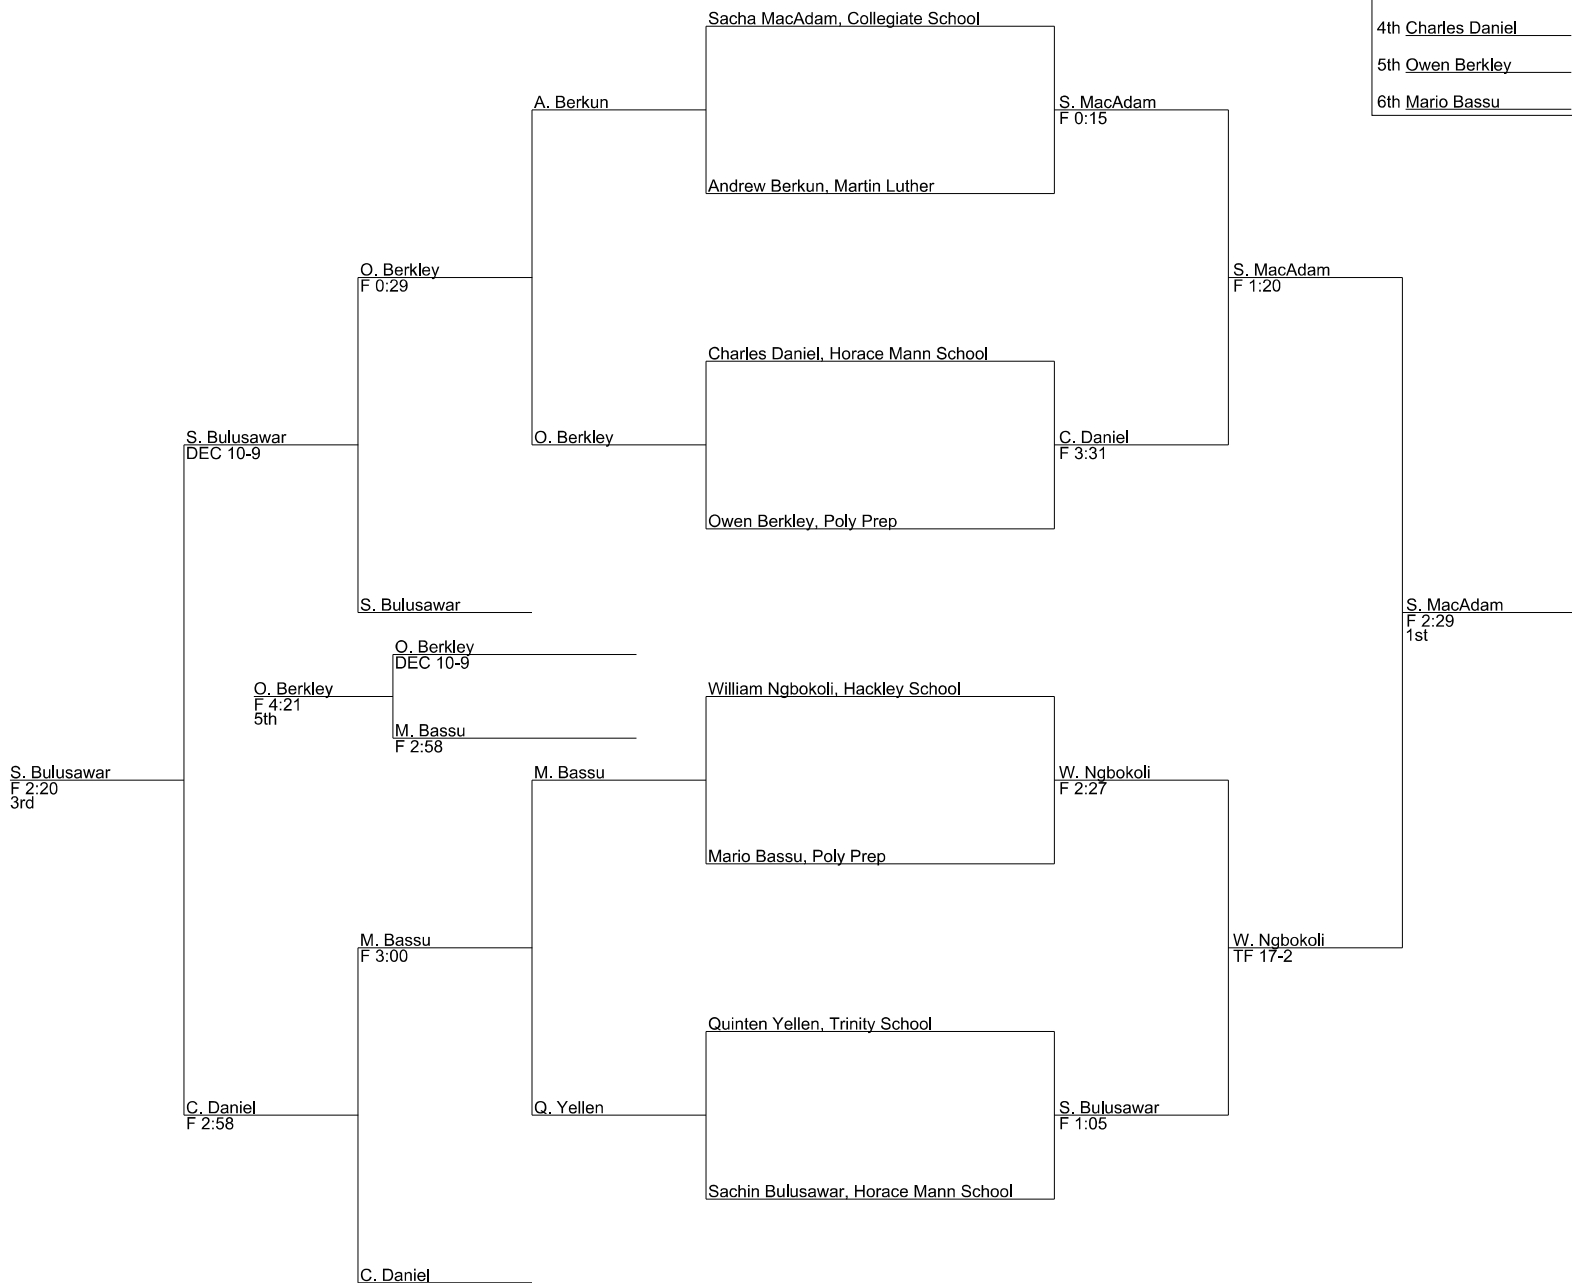 Sacha MacAdam, Collegiate School
4th Charles Daniel
5th Owen Berkley
A. Berkun
S. MacAdam
6th Mario Bassu
F 0:15
Andrew Berkun, Martin Luther
O. Berkley
F 0:29
S. MacAdam
F 1:20
Charles Daniel, Horace Mann School
S. Bulusawar
DEC 10-9
O. Berkley
C. Daniel
F 3:31
Owen Berkley, Poly Prep
S. Bulusawar
S. MacAdam
F 2:29
1st
O. Berkley
DEC 10-9
O. Berkley
F 4:21
5th
William Ngbokoli, Hackley School
M. Bassu
F 2:58
S. Bulusawar
F 2:20
3rd
M. Bassu
W. Ngbokoli
F 2:27
Mario Bassu, Poly Prep
M. Bassu
F 3:00
W. Ngbokoli
TF 17-2
Quinten Yellen, Trinity School
C. Daniel
F 2:58
Q. Yellen
S. Bulusawar
F 1:05
Sachin Bulusawar, Horace Mann School
C. Daniel